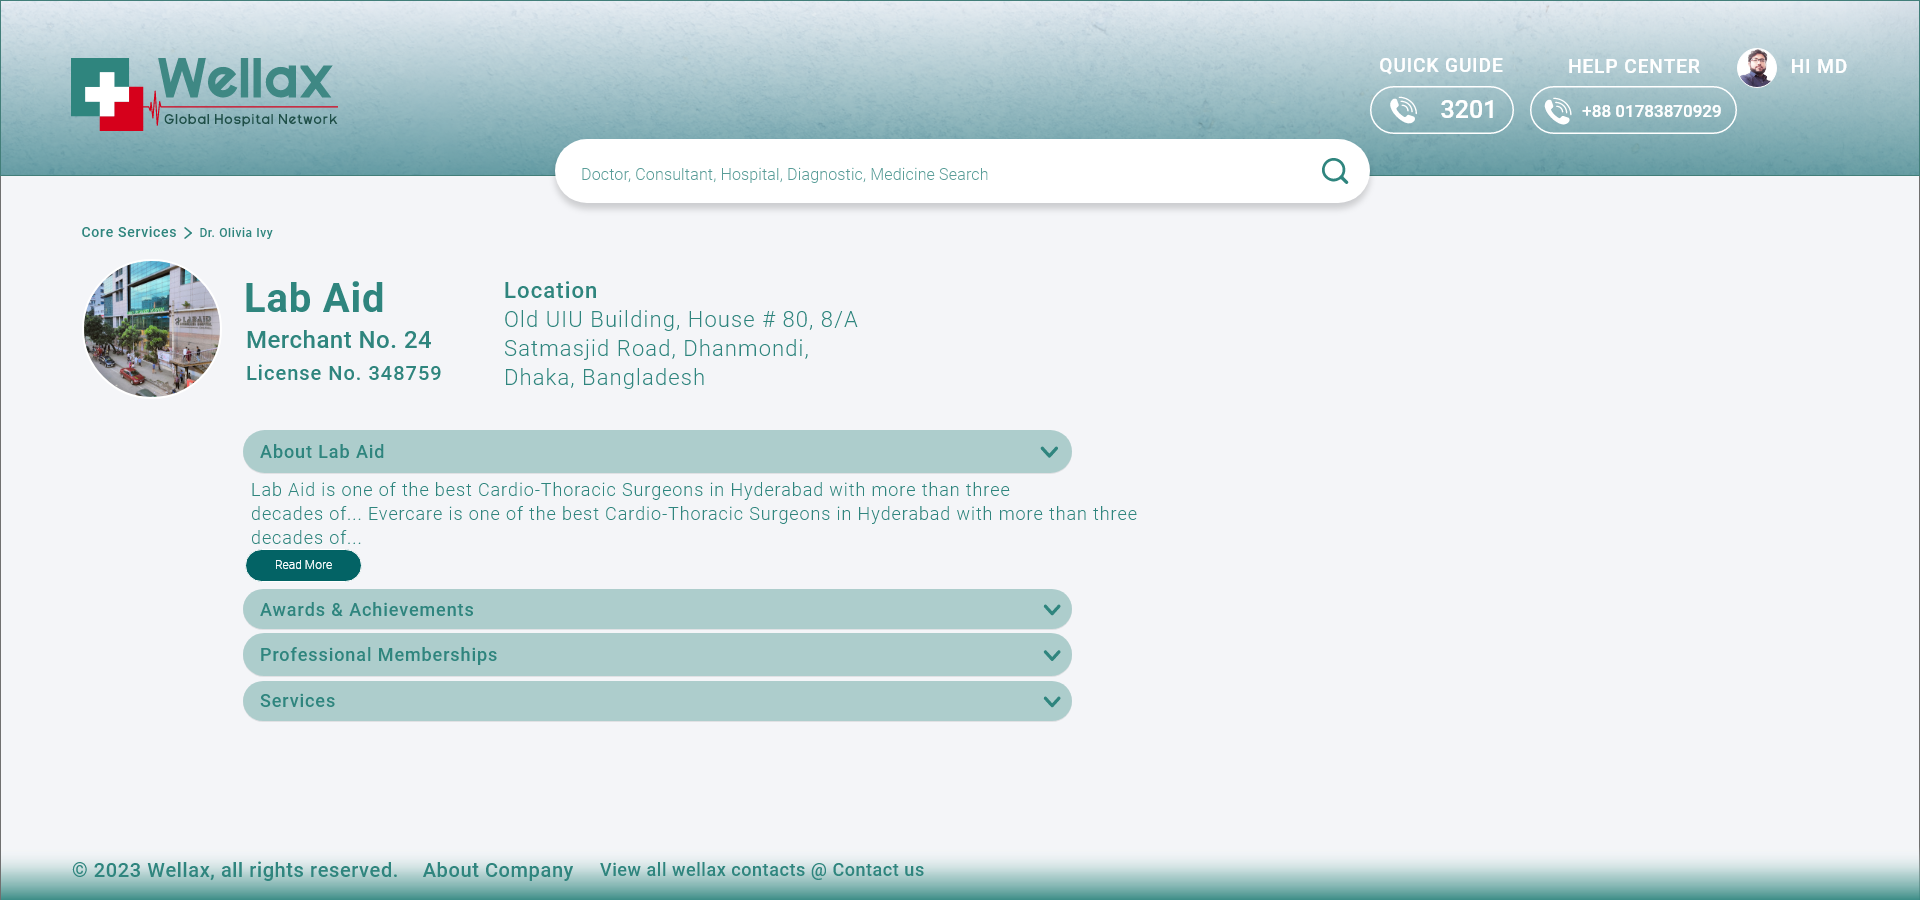 Wellax
Global Hospital Network
QUICK GUIDE
3201
HELP CENTER
+88 01783870929
HI MD
Doctor, Consultant, Hospital, Diagnostic, Medicine Search
Core Services > Dr. Olivia Ivy
LABAID
Lab Aid
Merchant No. 24
License No. 348759
Location
Old UIU Building, House # 80, 8/A
Satmasjid Road, Dhanmondi,
Dhaka, Bangladesh
About Lab Aid
Lab Aid is one of the best Cardio-Thoracic Surgeons in Hyderabad with more than three
decades of... Evercare is one of the best Cardio-Thoracic Surgeons in Hyderabad with more than three
decades of...
Read More
Awards & Achievements
Professional Memberships
Services
© 2023 Wellax, all rights reserved. About Company View all wellax contacts @ Contact us